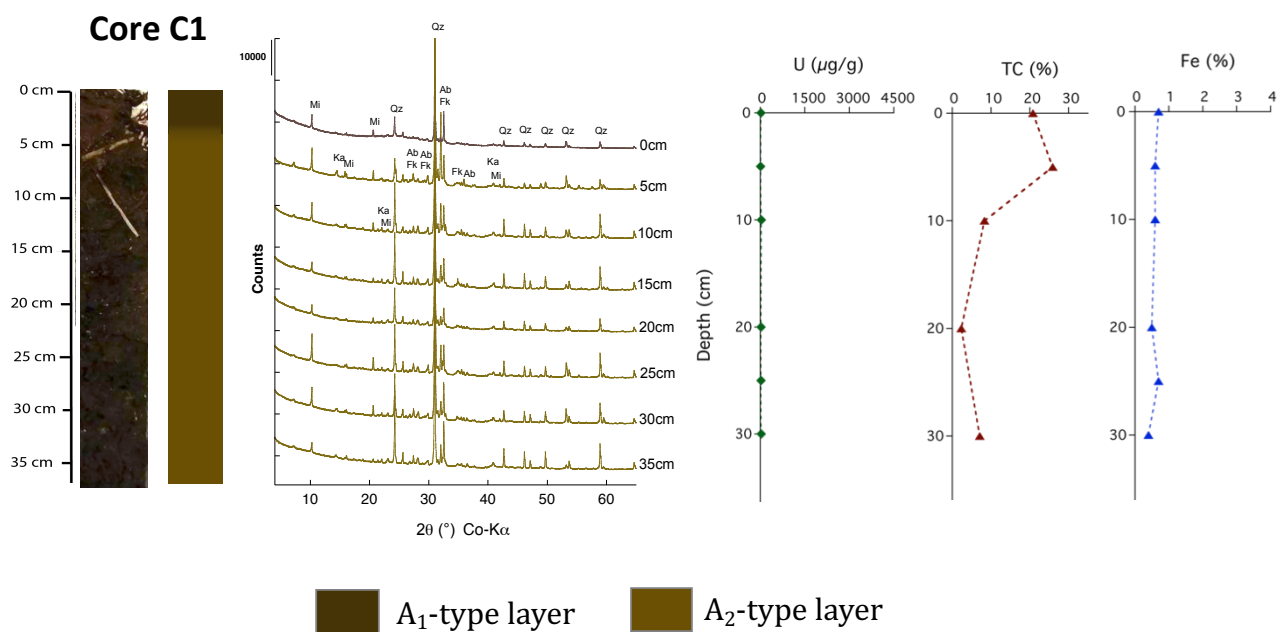 Core C1
0 cm
5 cm
10 cm
15 cm
20 cm
25 cm
30 cm
35 cm
10000
Counts
Qz
Ab
Fk
Mi
Mi
Qz
Qz
Qz
Qz
Qz
Qz
0cm
Ka
Mi
Ab
Fk
Ab
Fk
Fk
Ab
Ka
Mi
5cm
Ka
Mi
10cm
15cm
20cm
25cm
30cm
35cm
10 20 30 40 50 60
2θ (°) Co-Kα
U (µg/g)
0 1500 3000 4500
Depth (cm)
0
10
20
30
TC (%)
0 10 20 30
0
10
20
30
Fe (%)
0 1 2 3 4
0
10
20
30
A₁-type layer
A₂-type layer